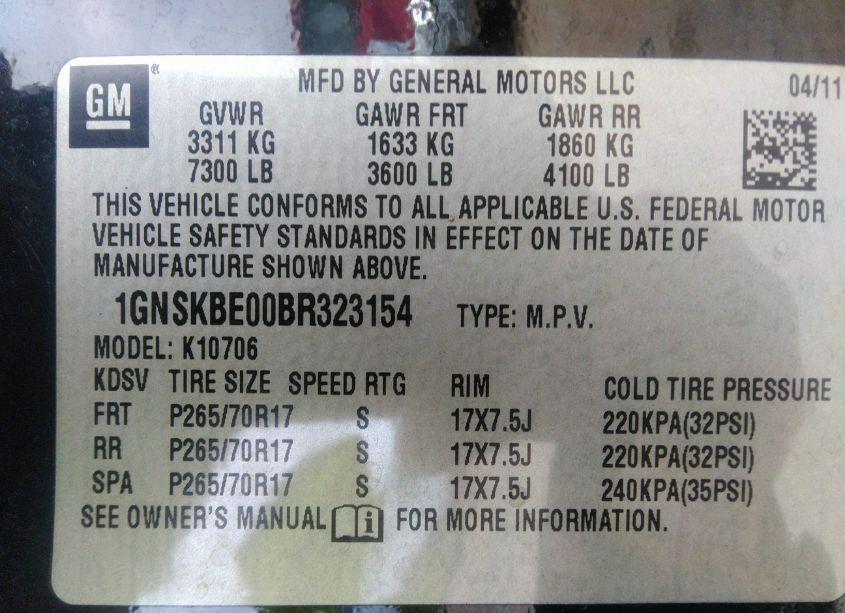 GM ® MFD BY GENERAL MOTORS LLC 04/11
GVWR GAWR FRT GAWR RR
3311 KG 1633 KG 1860 KG
7300 LB 3600 LB 4100 LB
THIS VEHICLE CONFORMS TO ALL APPLICABLE U.S. FEDERAL MOTOR
VEHICLE SAFETY STANDARDS IN EFFECT ON THE DATE OF
MANUFACTURE SHOWN ABOVE.
1GNSKBE00BR323154 TYPE: M.P.V.
MODEL: K10706
KDSV TIRE SIZE SPEED RTG RIM COLD TIRE PRESSURE
FRT P265/70R17 S 17X7.5J 220KPA(32PSI)
RR P265/70R17 S 17X7.5J 220KPA(32PSI)
SPA P265/70R17 S 17X7.5J 240KPA(35PSI)
SEE OWNER'S MANUAL i FOR MORE INFORMATION.